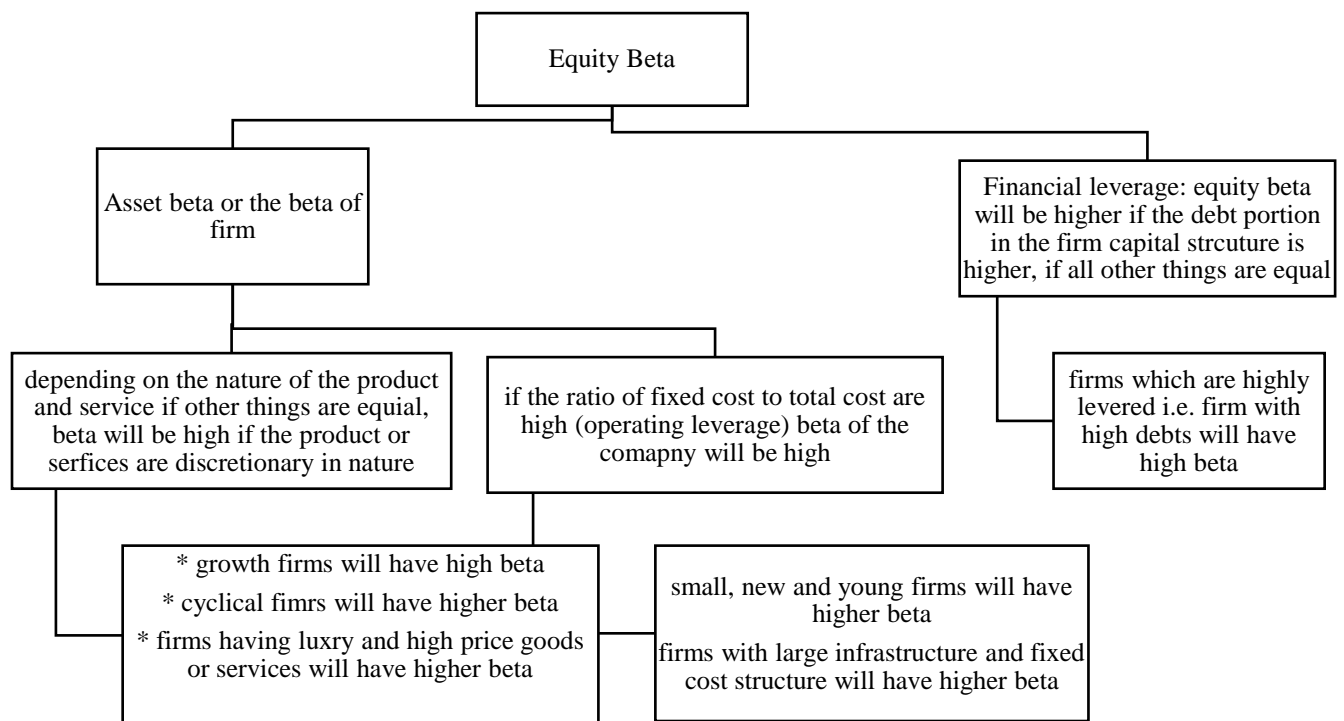 Equity Beta
Asset beta or the beta of
firm
Financial leverage: equity beta
will be higher if the debt portion
in the firm capital strcuture is
higher, if all other things are equal
depending on the nature of the product
and service if other things are equial,
beta will be high if the product or
serfices are discretionary in nature
if the ratio of fixed cost to total cost are
high (operating leverage) beta of the
comapny will be high
firms which are highly
levered i.e. firm with
high debts will have
high beta
* growth firms will have high beta
* cyclical fimrs will have higher beta
* firms having luxry and high price goods
or services will have higher beta
small, new and young firms will have
higher beta
firms with large infrastructure and fixed
cost structure will have higher beta